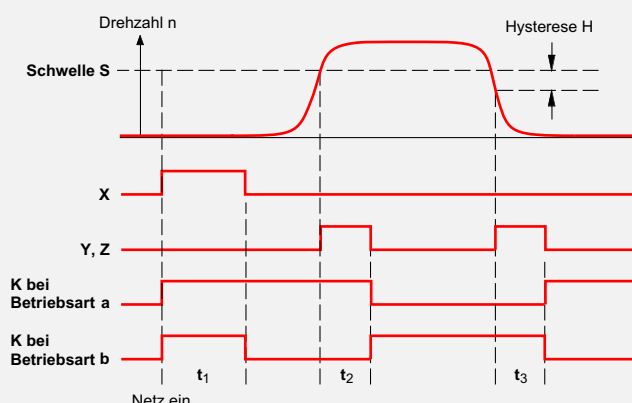 Drehzahl n
Hysterese H
Schwelle S
X
Y, Z
K bei
Betriebsart a
K bei
Betriebsart b
t1
t2
t3
Netz ein